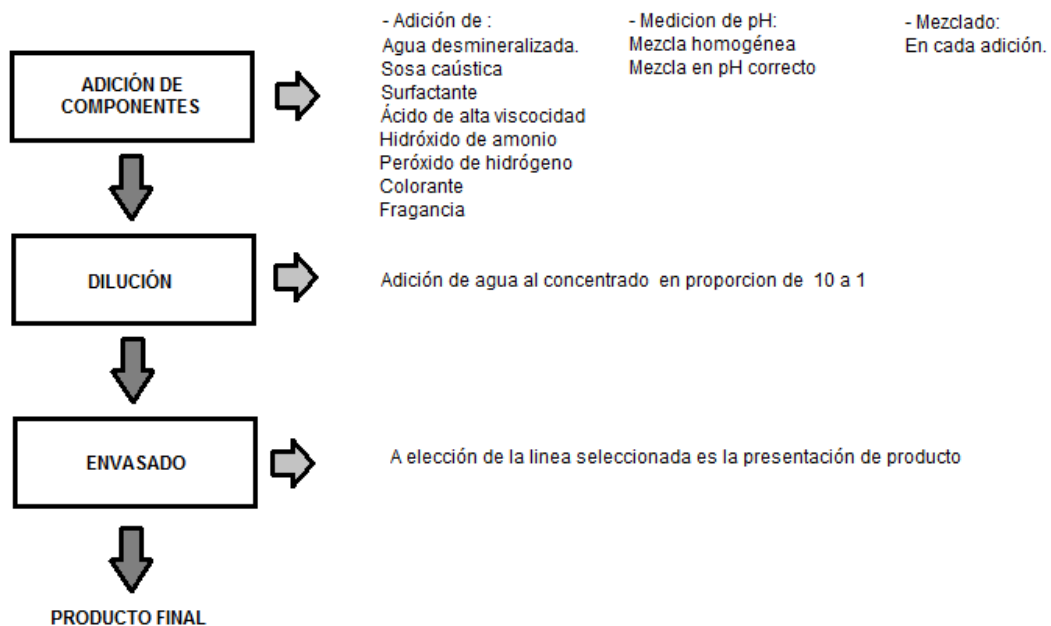 ADICIÓN DE
COMPONENTES
- Adición de :
Agua desmineralizada.
Sosa caústica
Surfactante
Ácido de alta viscocidad
Hidróxido de amonio
Peróxido de hidrógeno
Colorante
Fragancia
- Medicion de pH:
Mezcla homogénea
Mezcla en pH correcto
- Mezclado:
En cada adición.
DILUCIÓN
Adición de agua al concentrado en proporcion de 10 a 1
ENVASADO
A elección de la linea seleccionada es la presentación de producto
PRODUCTO FINAL